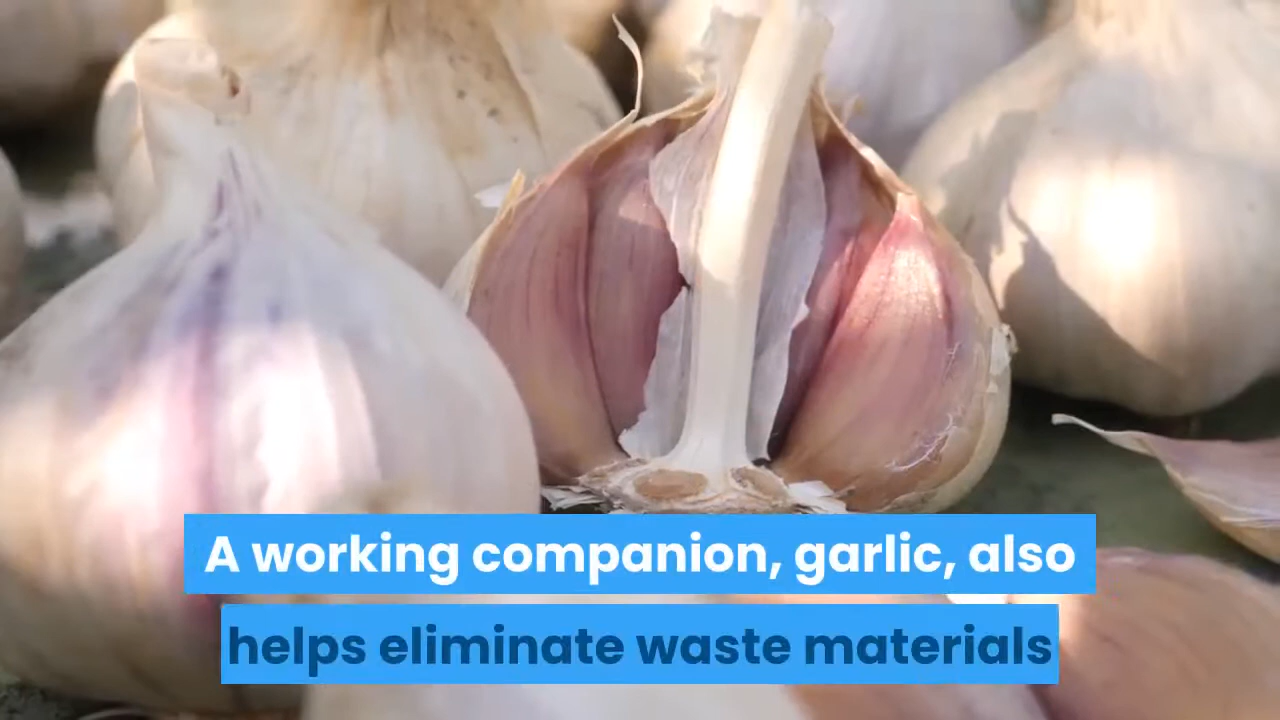 A working companion, garlic, also
helps eliminate waste materials